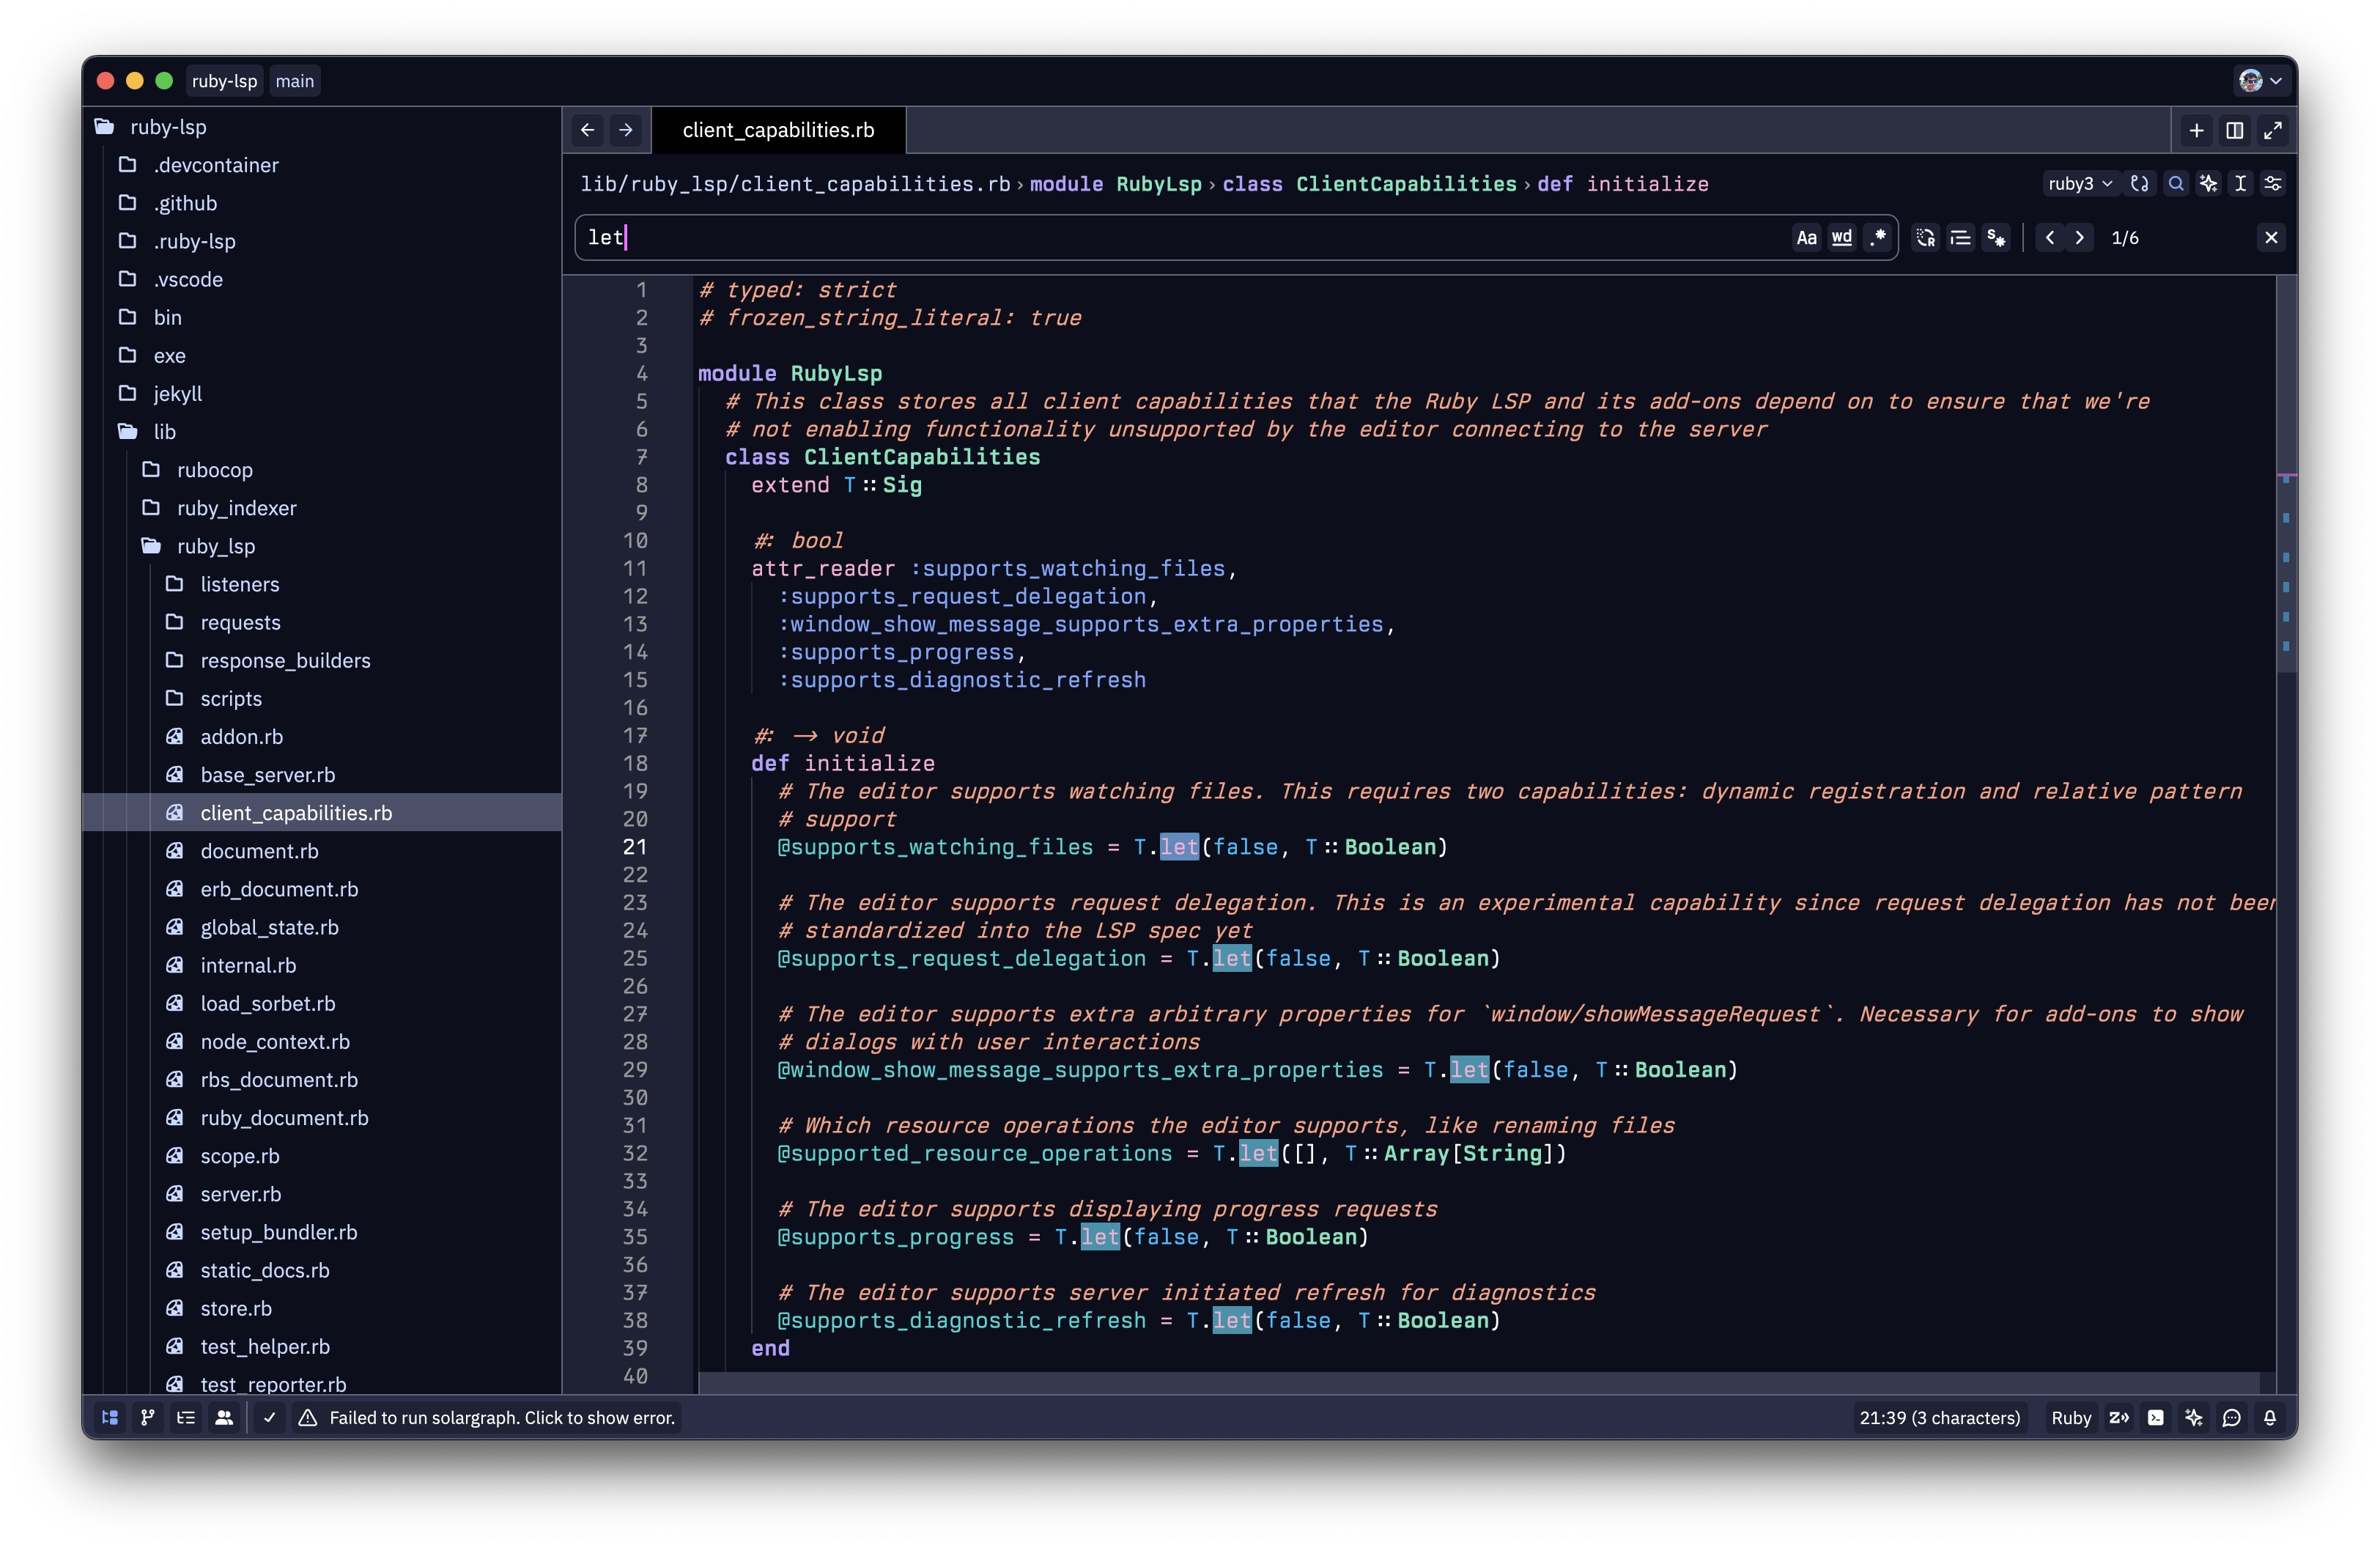 ruby-lsp main
ruby-lsp
.devcontainer
.github
.ruby-lsp
.vscode
bin
exe
jekyll
lib
rubocop
ruby_indexer
ruby_lsp
listeners
requests
response_builders
scripts
addon.rb
base_server.rb
client_capabilities.rb
document.rb
erb_document.rb
global_state.rb
internal.rb
load_sorbet.rb
node_context.rb
rbs_document.rb
ruby_document.rb
scope.rb
server.rb
setup_bundler.rb
static_docs.rb
store.rb
test_helper.rb
test_reporter.rb
client_capabilities.rb
lib/ruby_lsp/client_capabilities.rb › module RubyLsp › class ClientCapabilities › def initialize
ruby3
let
Aa wd .*
1/6
1 # typed: strict
2 # frozen_string_literal: true
3
4 module RubyLsp
5 # This class stores all client capabilities that the Ruby LSP and its add-ons depend on to ensure that we're
6 # not enabling functionality unsupported by the editor connecting to the server
7 class ClientCapabilities
8 extend T::Sig
9
10 #: bool
11 attr_reader :supports_watching_files,
12 :supports_request_delegation,
13 :window_show_message_supports_extra_properties,
14 :supports_progress,
15 :supports_diagnostic_refresh
16
17 #: -> void
18 def initialize
19 # The editor supports watching files. This requires two capabilities: dynamic registration and relative pattern
20 # support
21 @supports_watching_files = T.let(false, T::Boolean)
22
23 # The editor supports request delegation. This is an experimental capability since request delegation has not been
24 # standardized into the LSP spec yet
25 @supports_request_delegation = T.let(false, T::Boolean)
26
27 # The editor supports extra arbitrary properties for `window/showMessageRequest`. Necessary for add-ons to show
28 # dialogs with user interactions
29 @window_show_message_supports_extra_properties = T.let(false, T::Boolean)
30
31 # Which resource operations the editor supports, like renaming files
32 @supported_resource_operations = T.let([], T::Array[String])
33
34 # The editor supports displaying progress requests
35 @supports_progress = T.let(false, T::Boolean)
36
37 # The editor supports server initiated refresh for diagnostics
38 @supports_diagnostic_refresh = T.let(false, T::Boolean)
39 end
40
Failed to run solargraph. Click to show error.
21:39 (3 characters)
Ruby